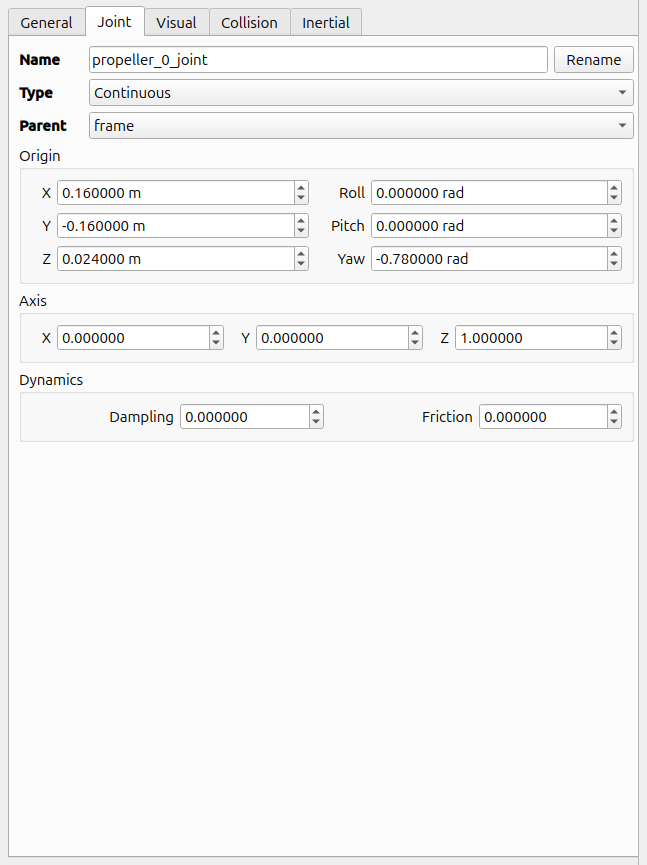 General Joint Visual Collision Inertial
Name propeller_0_joint Rename
Type Continuous
Parent frame
Origin
X 0.160000 m Roll 0.000000 rad
Y -0.160000 m Pitch 0.000000 rad
Z 0.024000 m Yaw -0.780000 rad
Axis
X 0.000000 Y 0.000000 Z 1.000000
Dynamics
Dampling 0.000000 Friction 0.000000